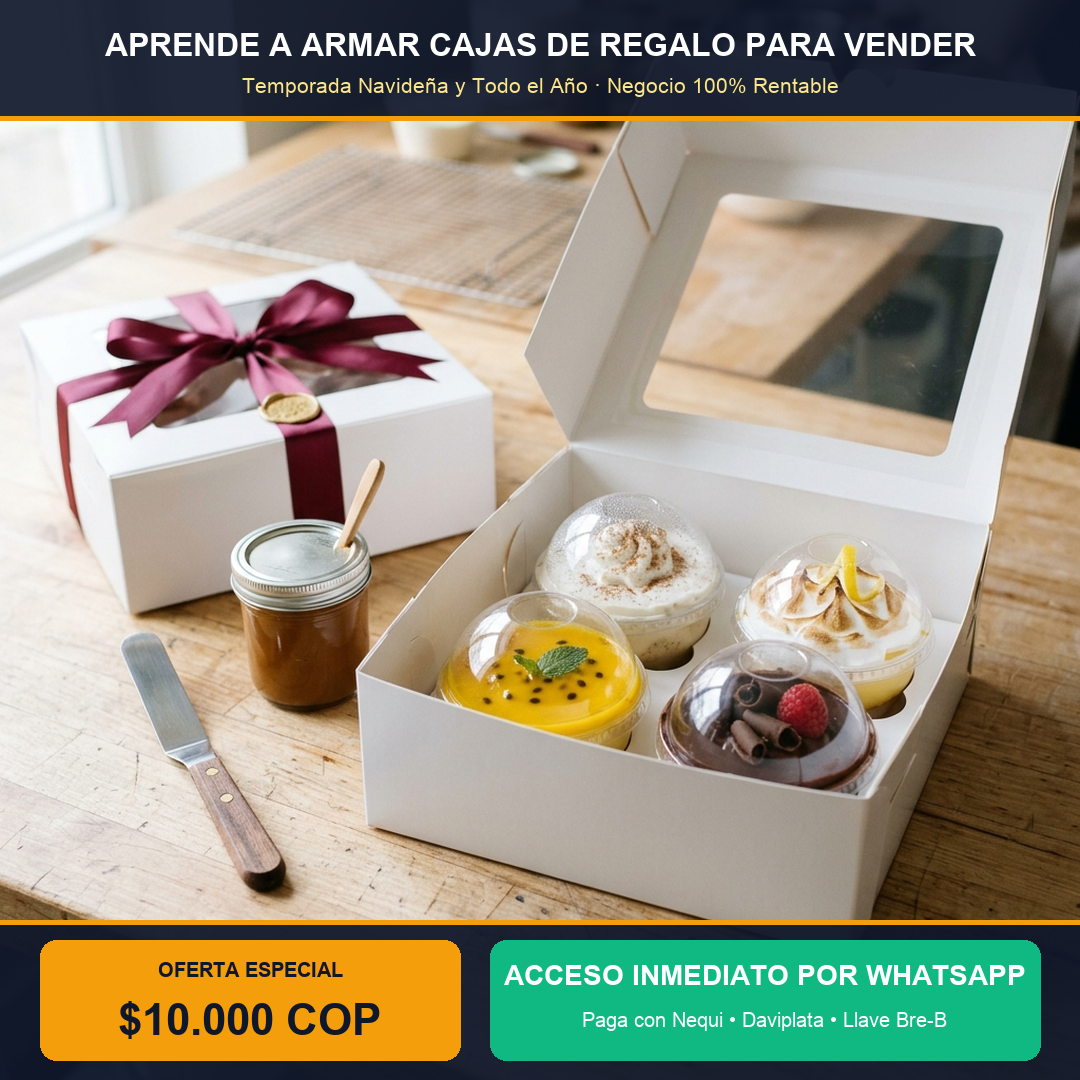 APRENDE A ARMAR CAJAS DE REGALO PARA VENDER
Temporada Navideña y Todo el Año · Negocio 100% Rentable
OFERTA ESPECIAL
$10.000 COP
ACCESO INMEDIATO POR WHATSAPP
Paga con Nequi • Daviplata • Llave Bre-B